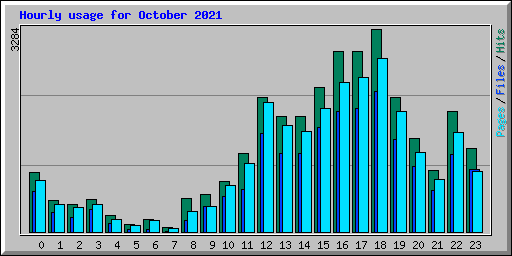 Hourly usage for October 2021
3284
Pages/Files/Hits
0 1 2 3 4 5 6 7 8 9 10 11 12 13 14 15 16 17 18 19 20 21 22 23